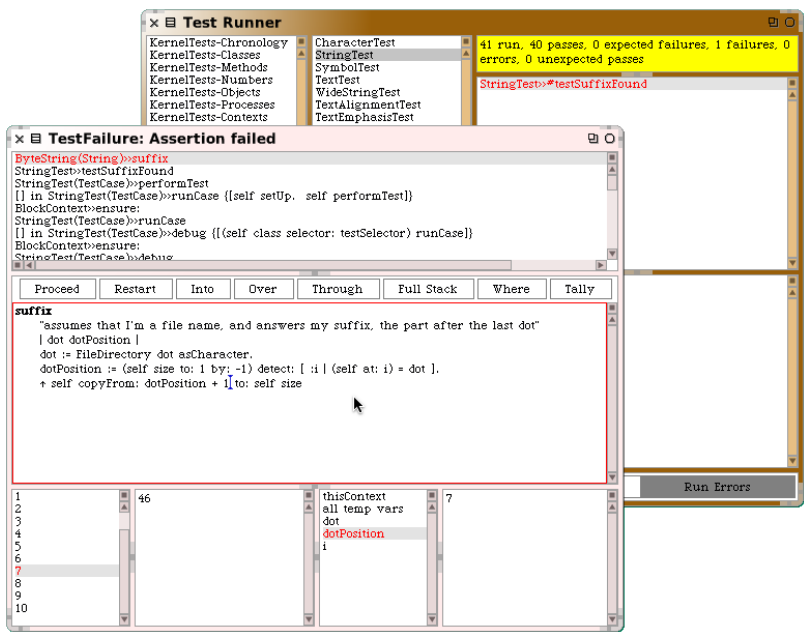 Test Runner
KernelTests-Chronology
KernelTests-Classes
KernelTests-Methods
KernelTests-Numbers
KernelTests-Objects
KernelTests-Processes
KernelTests-Contexts
CharacterTest
StringTest
SymbolTest
TextTest
WideStringTest
TextAlignmentTest
TextEmphasisTest
41 run, 40 passes, 0 expected failures, 1 failures, 0
errors, 0 unexpected passes
StringTest>>#testSuffixFound
TestFailure: Assertion failed
ByteString(String)>>suffix
StringTest>>testSuffixFound
StringTest(TestCase)>>performTest
[] in StringTest(TestCase)>>runCase {[self setUp. self performTest]}
BlockContext>>ensure:
StringTest(TestCase)>>runCase
[] in StringTest(TestCase)>>debug {[(self class selector: testSelector) runCase]}
BlockContext>>ensure:
StringTest(TestCase)>>debug
Proceed Restart Into Over Through Full Stack Where Tally
suffix
"assumes that I'm a file name, and answers my suffix, the part after the last dot"
| dot dotPosition |
dot := FileDirectory dot asCharacter.
dotPosition := (self size to: 1 by: -1) detect: [ :i | (self at: i) = dot ].
↑ self copyFrom: dotPosition + 1 to: self size
1
2
3
4
5
6
7
8
9
10
46
thisContext
all temp vars
dot
dotPosition
i
7
Run Errors